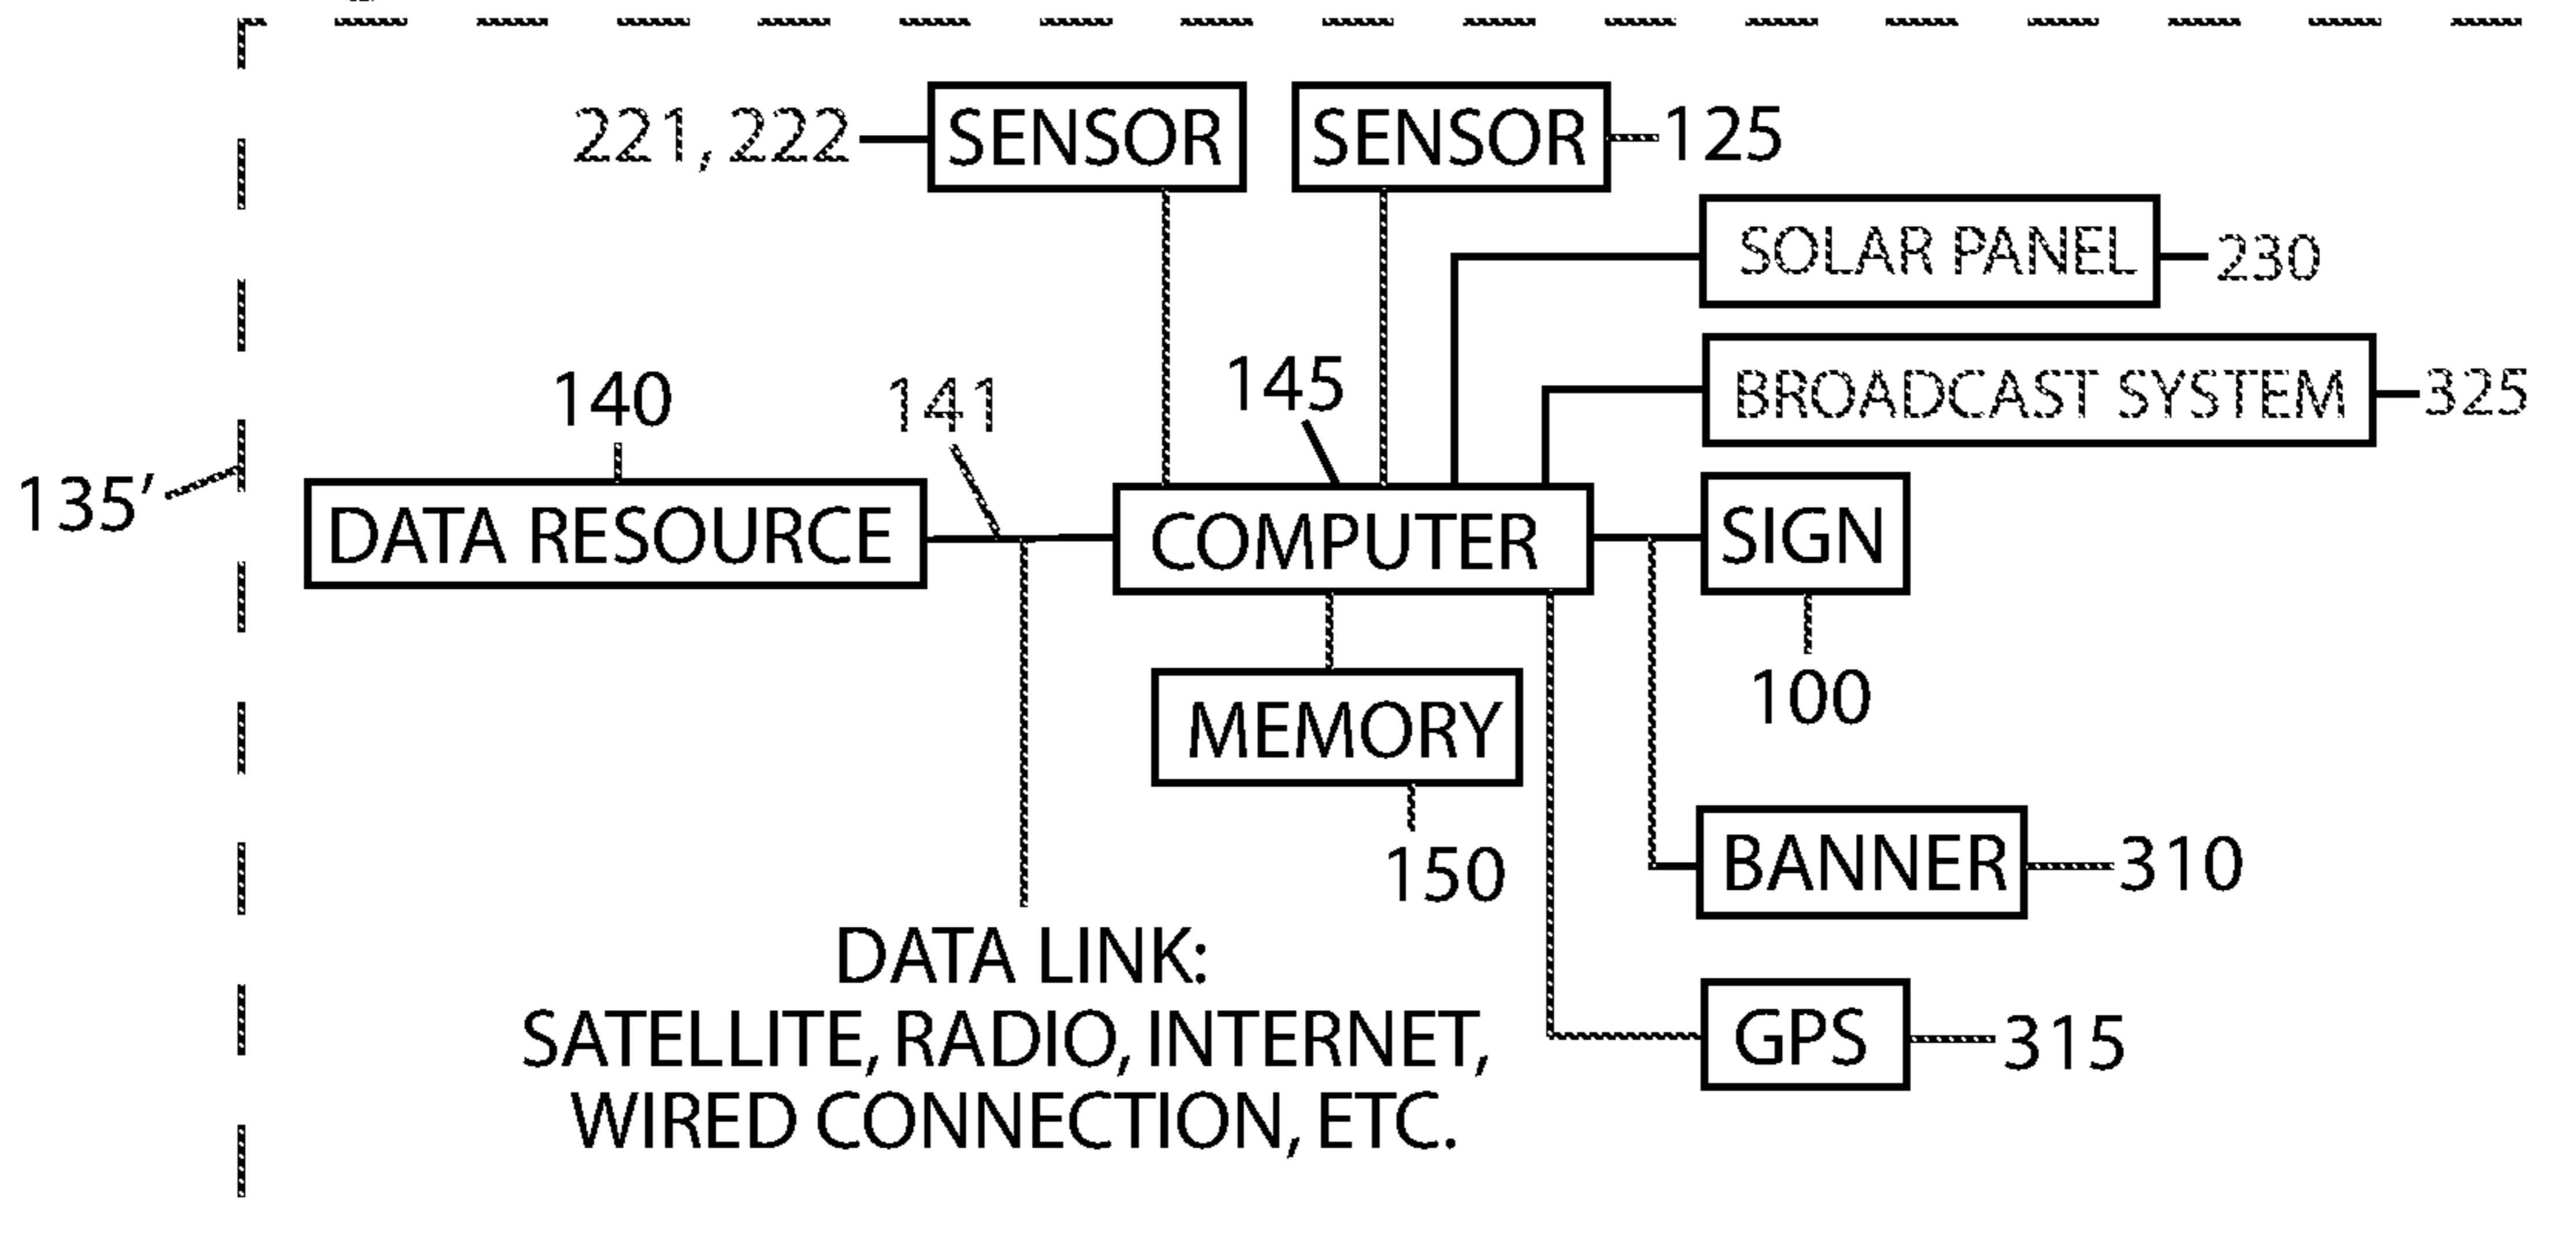 221, 222 SENSOR SENSOR 125
SOLAR PANEL 230
BROADCAST SYSTEM 325
140 141 145
135′ DATA RESOURCE COMPUTER SIGN
100
MEMORY
150
BANNER 310
DATA LINK:
SATELLITE, RADIO, INTERNET,
WIRED CONNECTION, ETC.
GPS 315